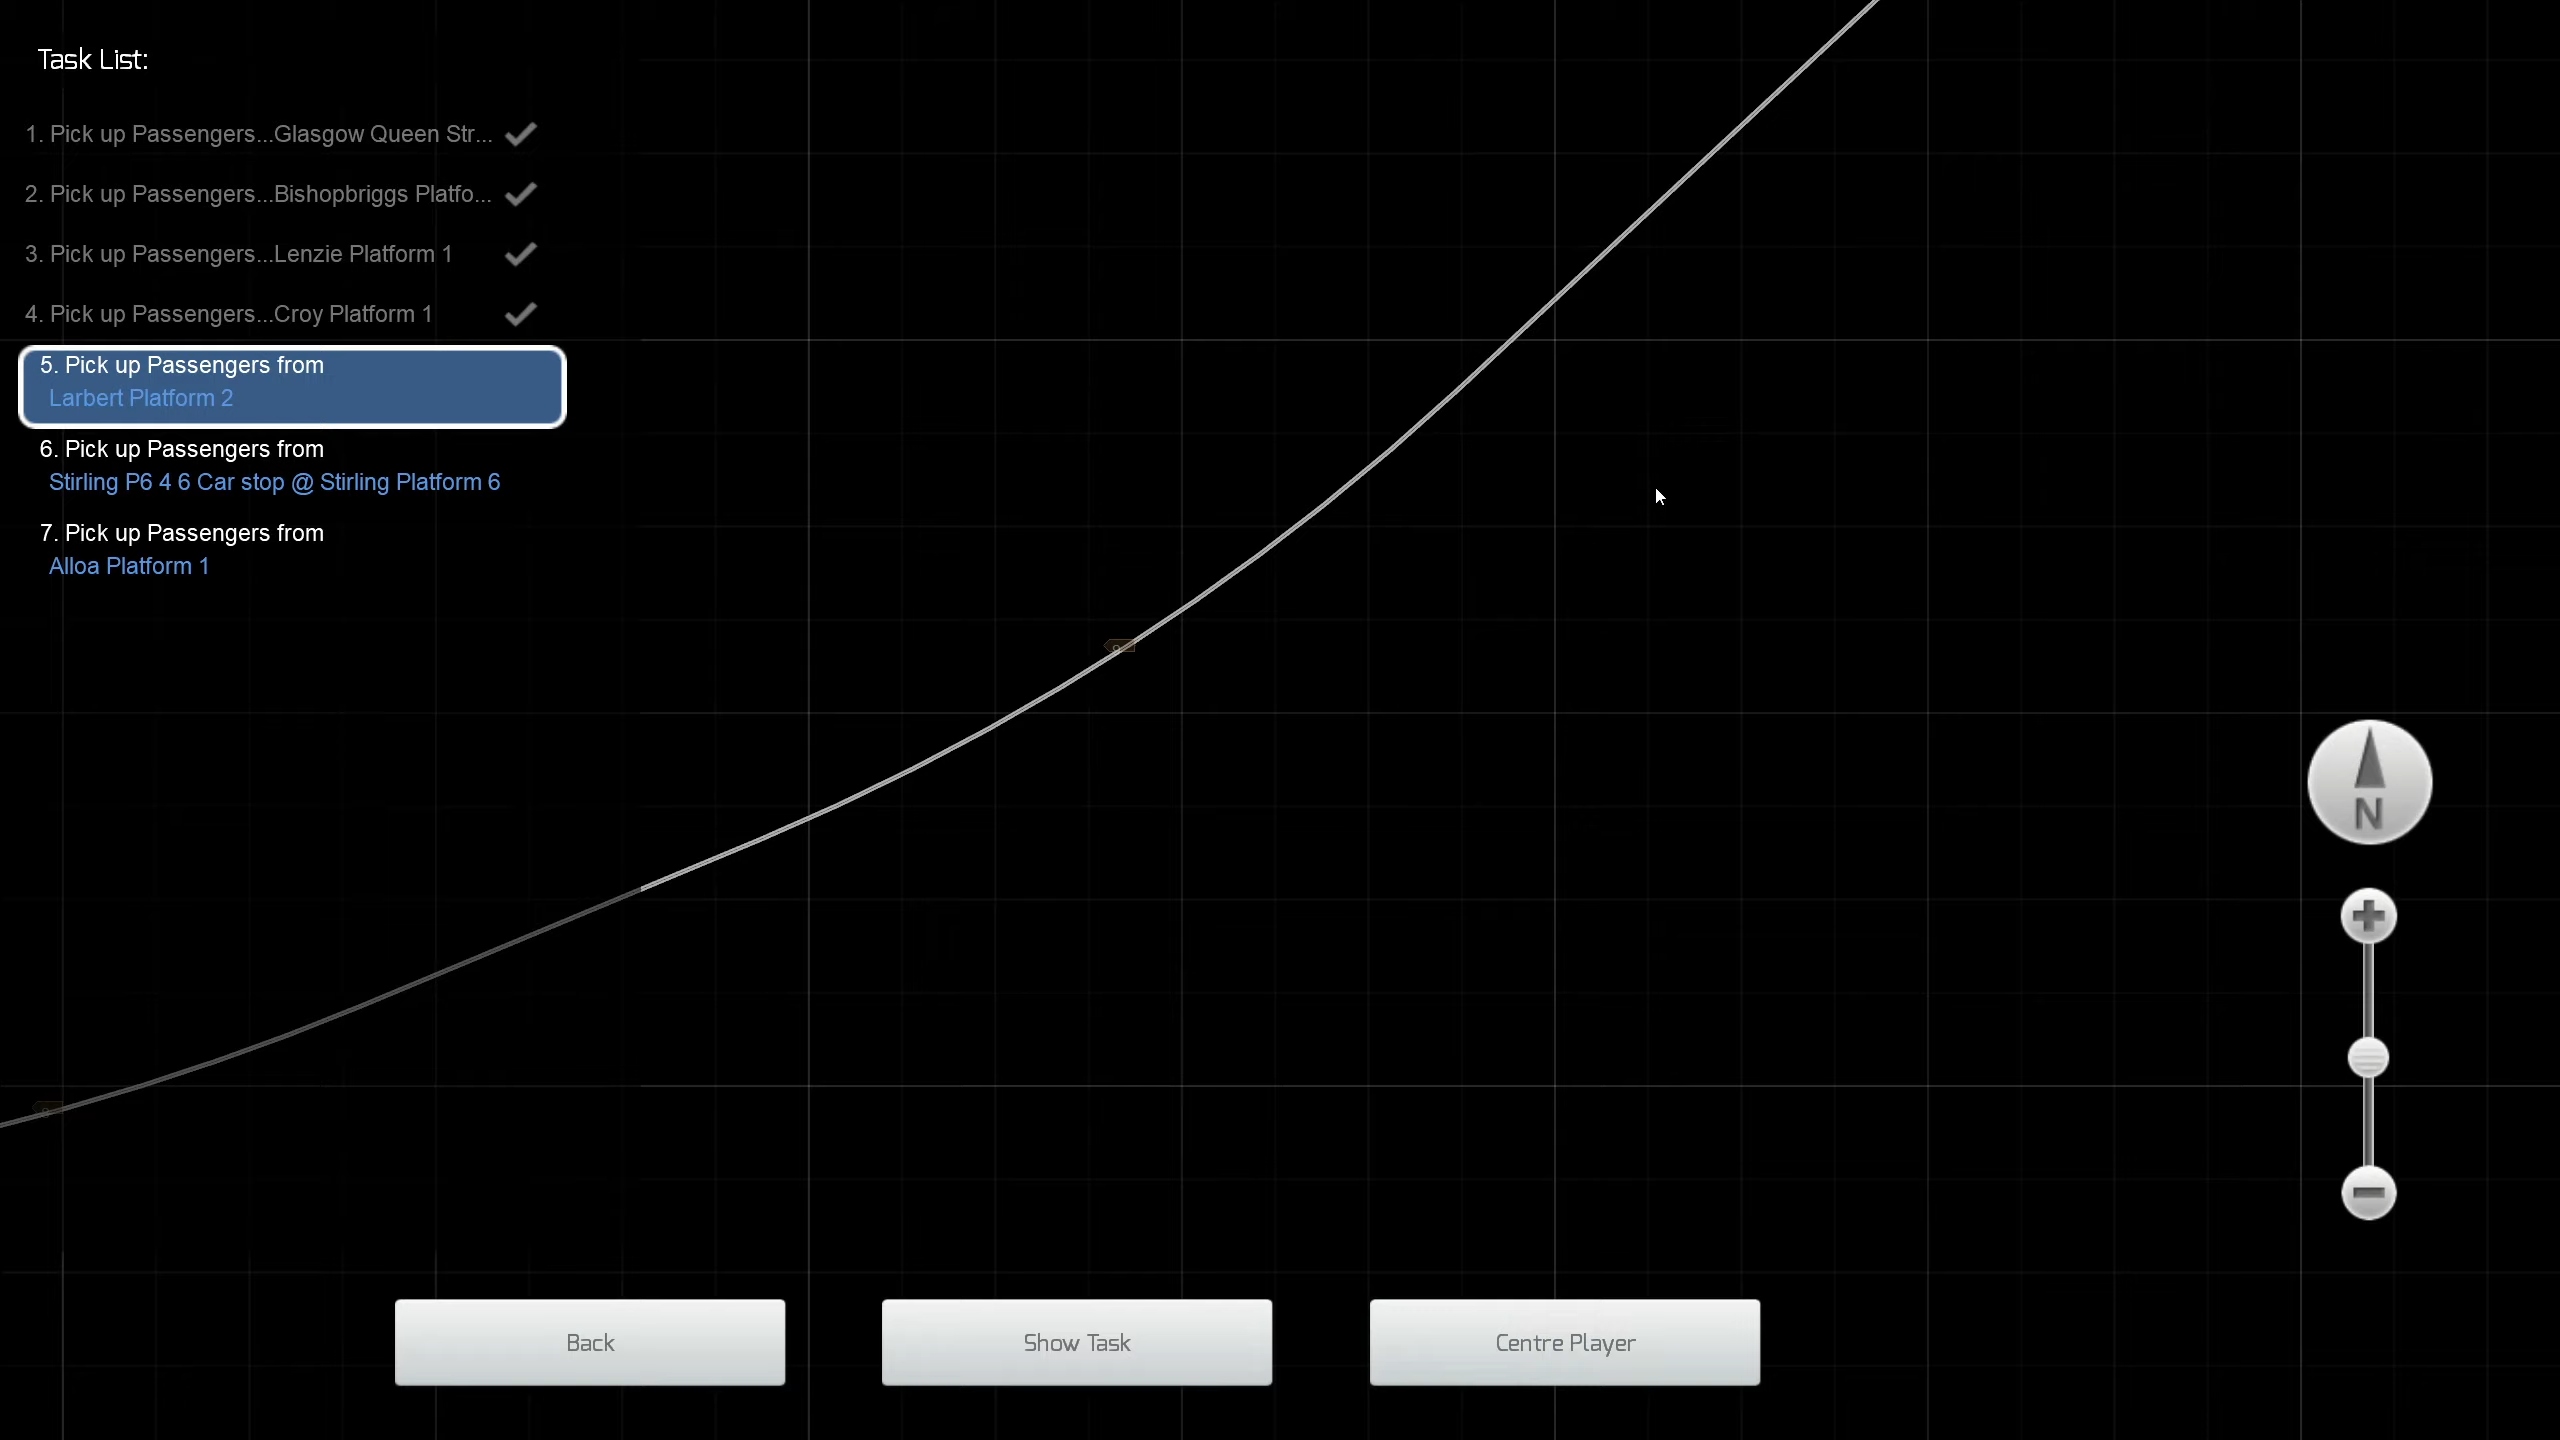 Task List:
1. Pick up Passengers...Glasgow Queen Str...
2. Pick up Passengers...Bishopbriggs Platfo...
3. Pick up Passengers...Lenzie Platform 1
4. Pick up Passengers...Croy Platform 1
5. Pick up Passengers from
Larbert Platform 2
6. Pick up Passengers from
Stirling P6 4 6 Car stop @ Stirling Platform 6
7. Pick up Passengers from
Alloa Platform 1
N
Back
Show Task
Centre Player